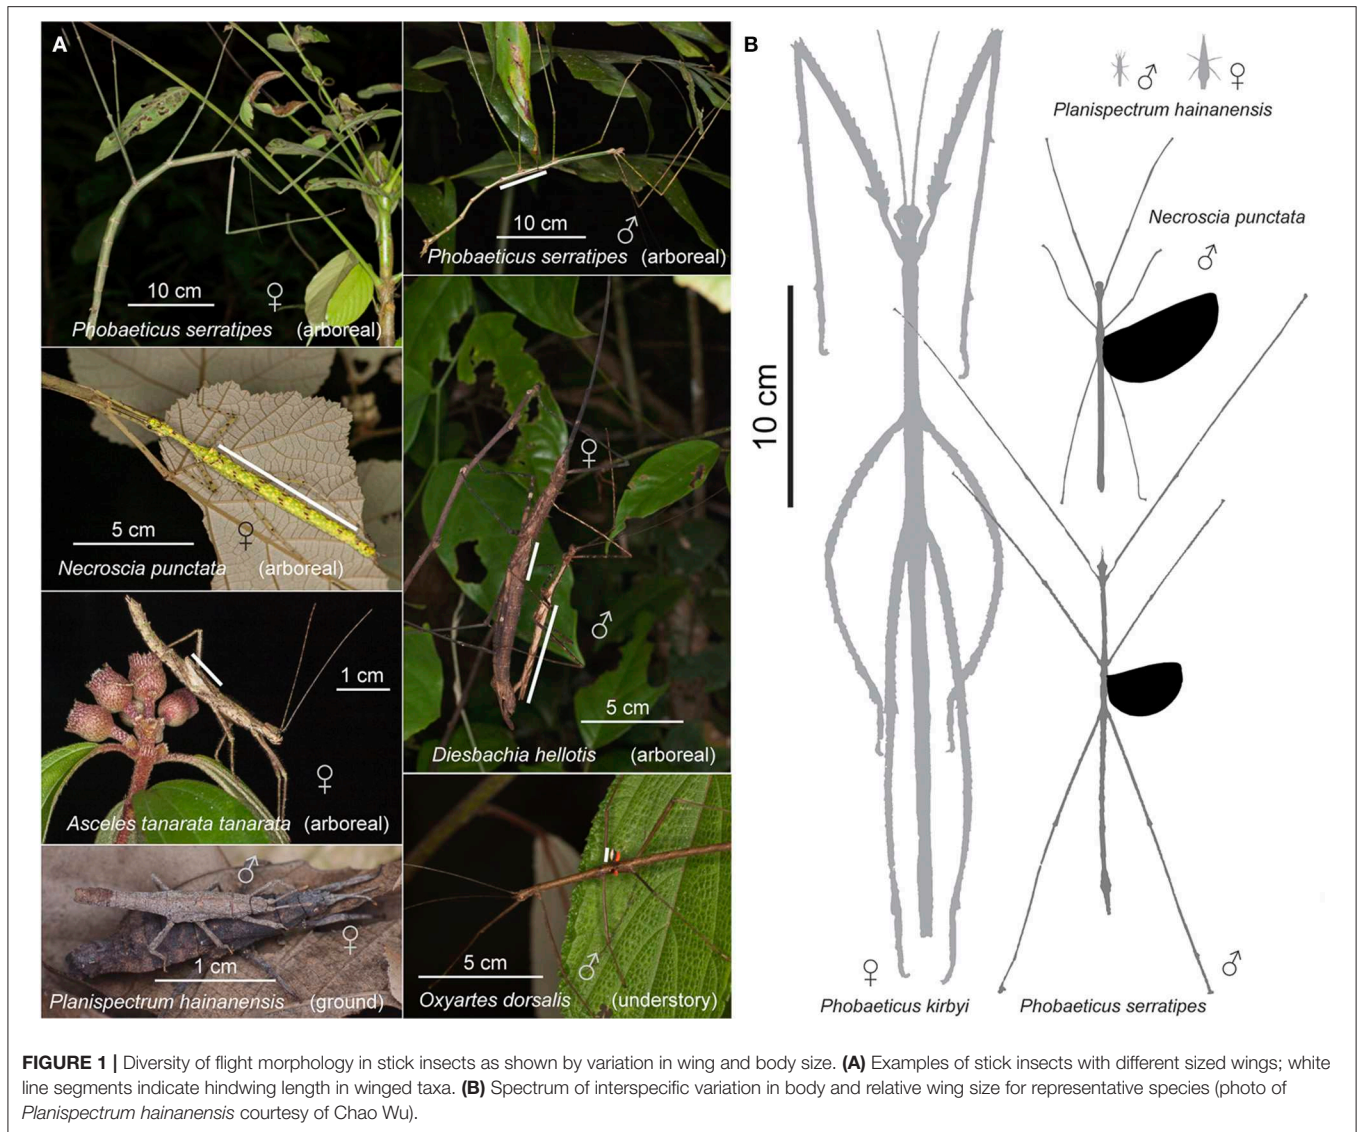 A
10 cm
♀
Phobaeticus serratipes (arboreal)
10 cm
♂
Phobaeticus serratipes (arboreal)
5 cm
♀
Necroscia punctata (arboreal)
♀
♂
5 cm
Diesbachia hellotis (arboreal)
1 cm
♀
Asceles tanarata tanarata (arboreal)
♂
♀
1 cm
Planispectrum hainanensis (ground)
5 cm
♂
Oxyartes dorsalis (understory)
B
♂ ♀
Planispectrum hainanensis
Necroscia punctata
♂
10 cm
♀
Phobaeticus kirbyi
♂
Phobaeticus serratipes
FIGURE 1 | Diversity of flight morphology in stick insects as shown by variation in wing and body size. (A) Examples of stick insects with different sized wings; white
line segments indicate hindwing length in winged taxa. (B) Spectrum of interspecific variation in body and relative wing size for representative species (photo of
Planispectrum hainanensis courtesy of Chao Wu).